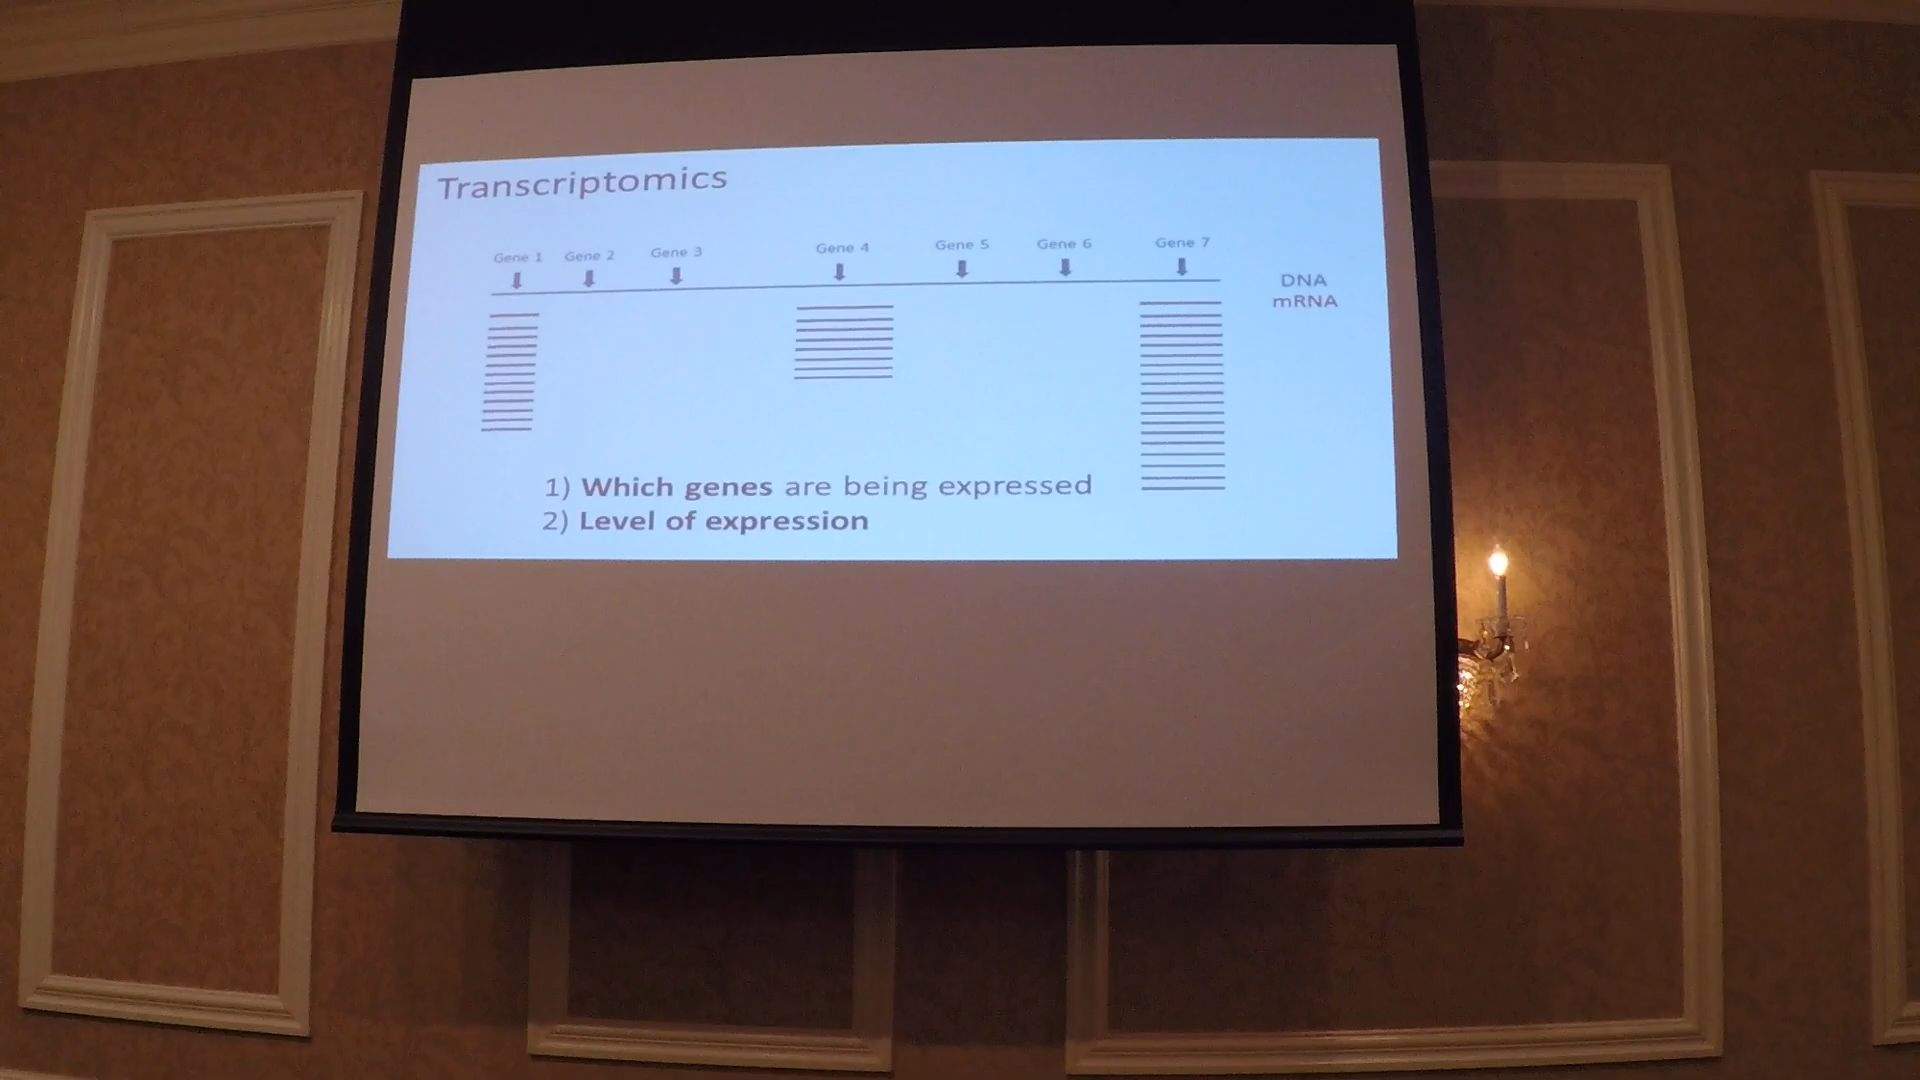 Transcriptomics
Gene 1 Gene 2 Gene 3 Gene 4 Gene 5 Gene 6 Gene 7
DNA
mRNA
1) Which genes are being expressed
2) Level of expression